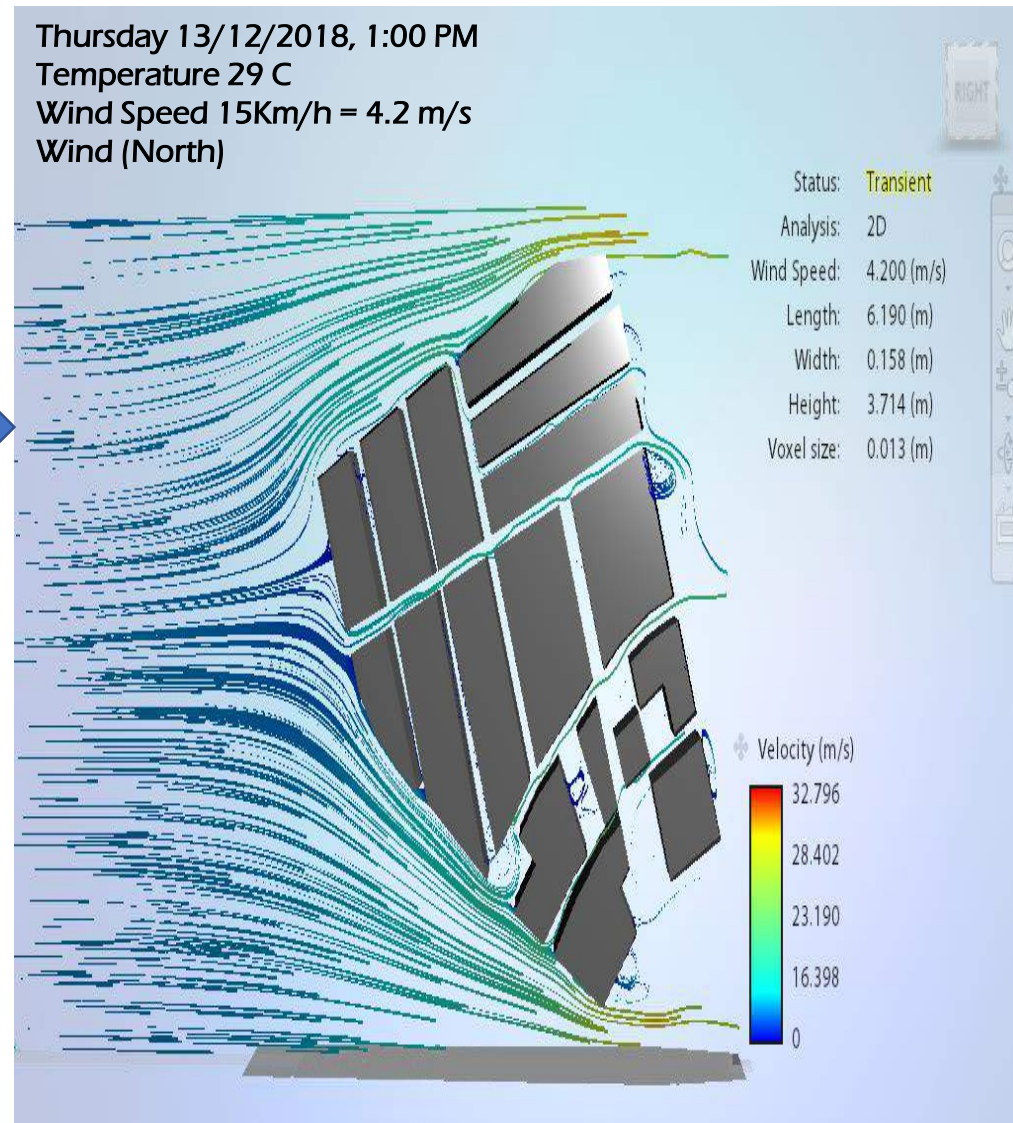 Thursday 13/12/2018, 1:00 PM
Temperature 29 C
Wind Speed 15Km/h = 4.2 m/s
Wind (North)
RIGHT
Status: Transient
Analysis: 2D
Wind Speed: 4.200 (m/s)
Length: 6.190 (m)
Width: 0.158 (m)
Height: 3.714 (m)
Voxel size: 0.013 (m)
Velocity (m/s)
32.796
28.402
23.190
16.398
0